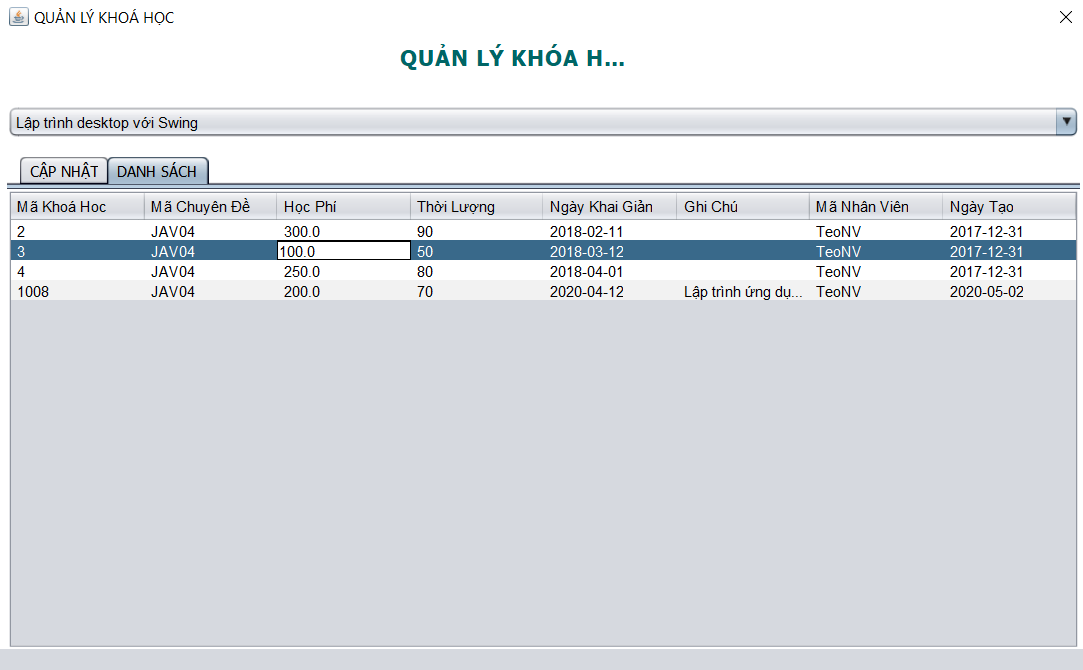 QUẢN LÝ KHOÁ HỌC
QUẢN LÝ KHÓA H...
Lập trình desktop với Swing
CẬP NHẬT DANH SÁCH
Mã Khoá Hoc Mã Chuyên Đề Học Phí Thời Lượng Ngày Khai Giản Ghi Chú Mã Nhân Viên Ngày Tạo
2 JAV04 300.0 90 2018-02-11 TeoNV 2017-12-31
3 JAV04 100.0 50 2018-03-12 TeoNV 2017-12-31
4 JAV04 250.0 80 2018-04-01 TeoNV 2017-12-31
1008 JAV04 200.0 70 2020-04-12 Lập trình ứng dụ... TeoNV 2020-05-02